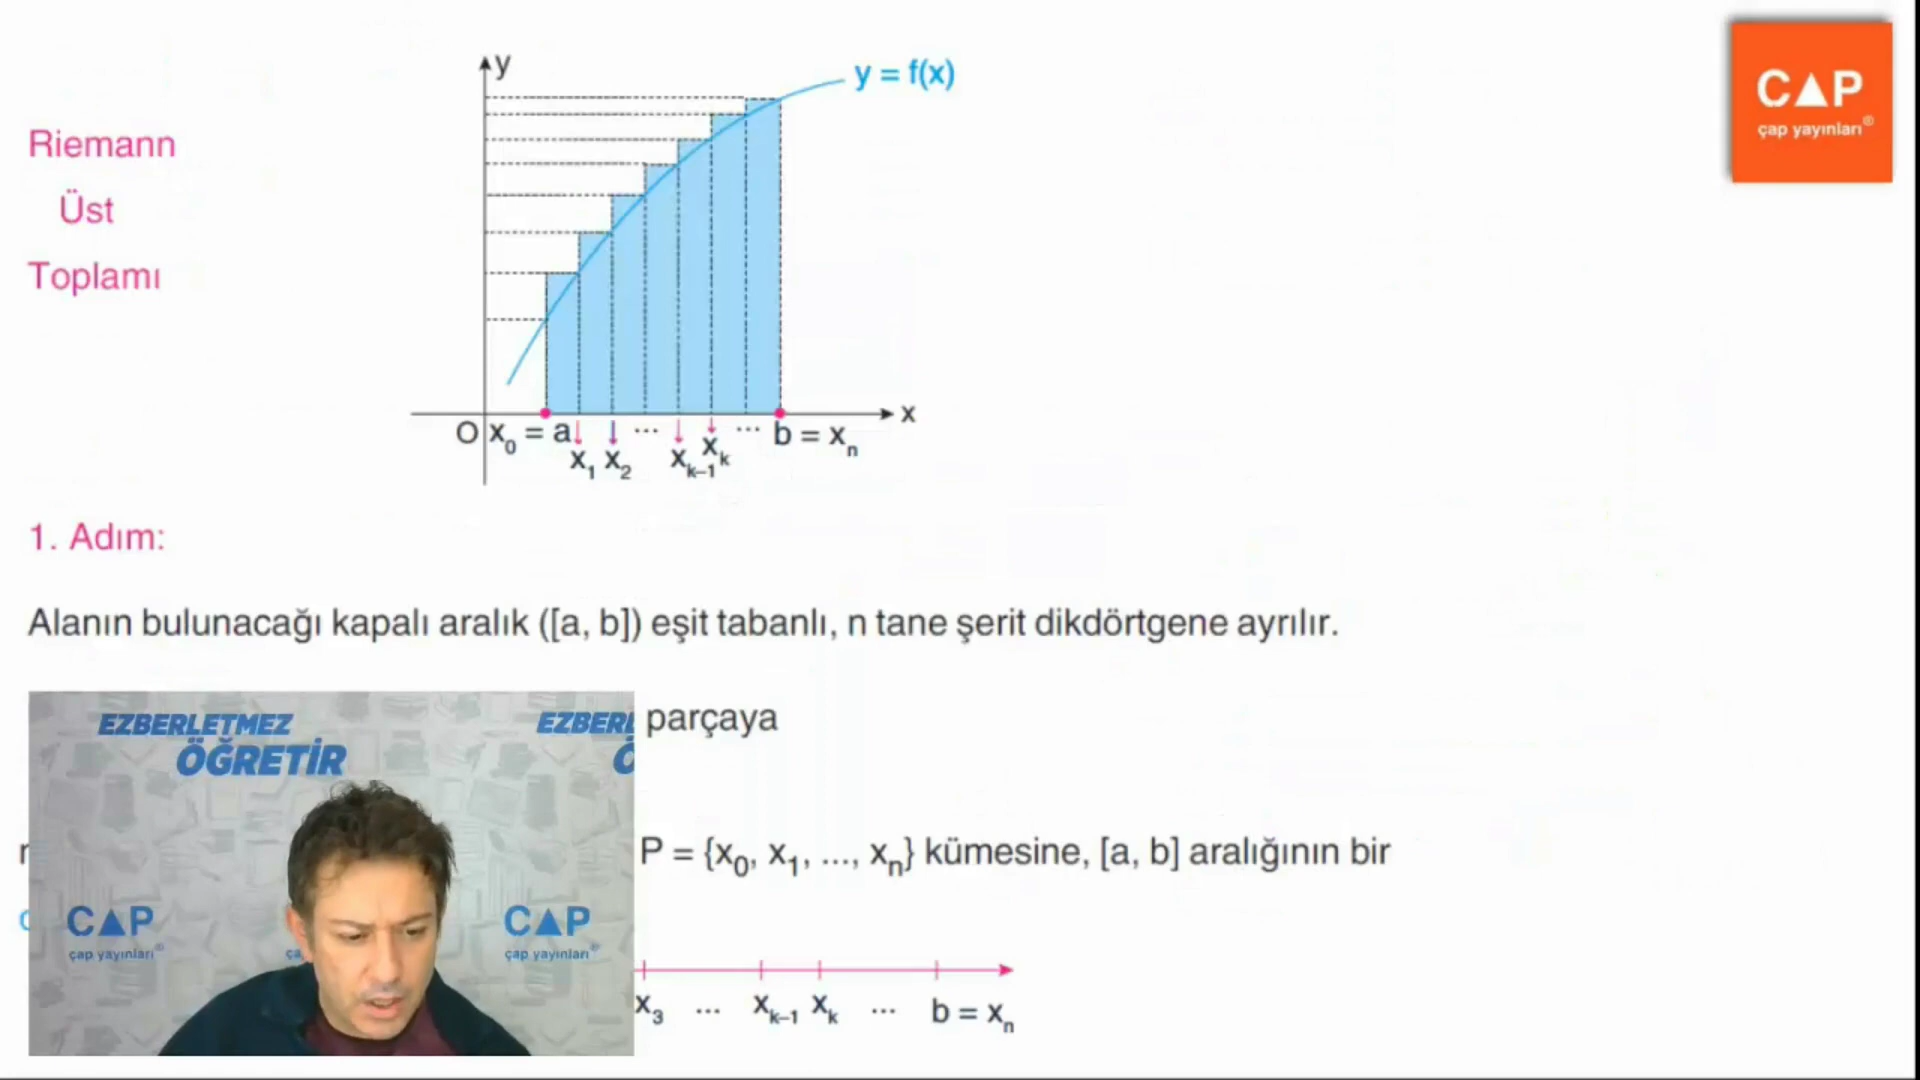 y
y = f(x)
CAP
çap yayınları®
Riemann
Üst
Toplamı
x
O x₀ = a ... ... b = xₙ
x₁ x₂ xₖ₋₁ xₖ
1. Adım:
Alanın bulunacağı kapalı aralık ([a, b]) eşit tabanlı, n tane şerit dikdörtgene ayrılır.
EZBERLETMEZ
ÖĞRETİR
EZBERL
Ö
parçaya
P = {x₀, x₁, ..., xₙ} kümesine, [a, b] aralığının bir
CAP
çap yayınları®
ça
CAP
çap yayınları®
x₃ ... xₖ₋₁ xₖ ... b = xₙ